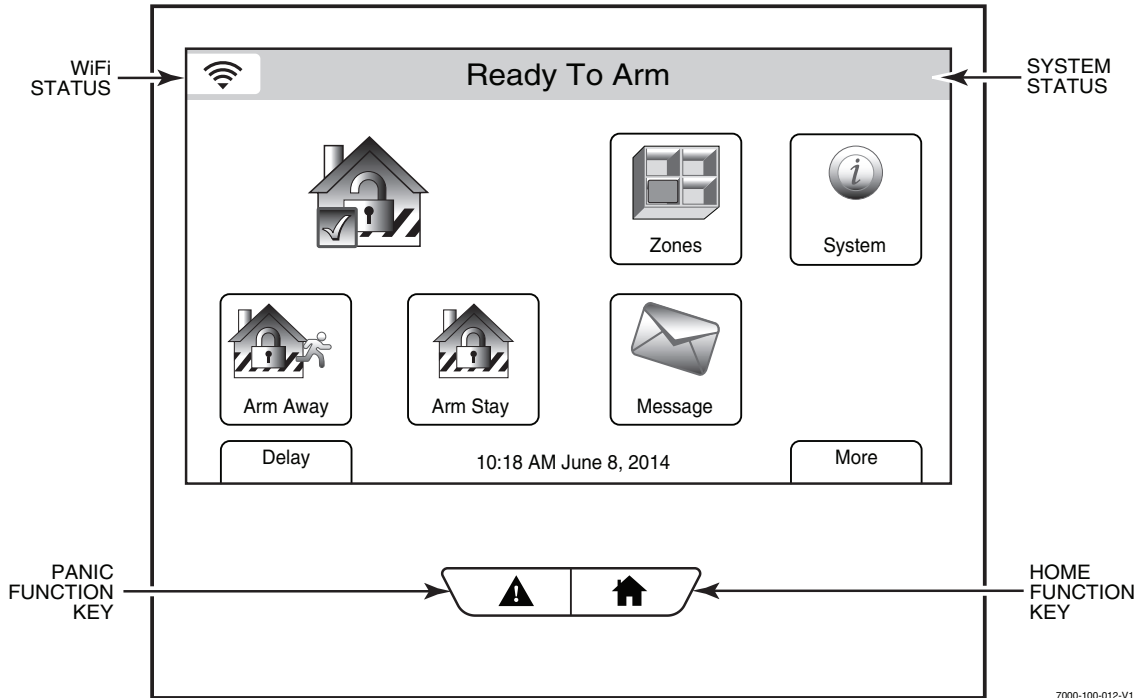 WiFi
STATUS
Ready To Arm
SYSTEM
STATUS
i
Zones
System
Arm Away
Arm Stay
Message
Delay
10:18 AM June 8, 2014
More
PANIC
FUNCTION
KEY
HOME
FUNCTION
KEY
7000-100-012-V1